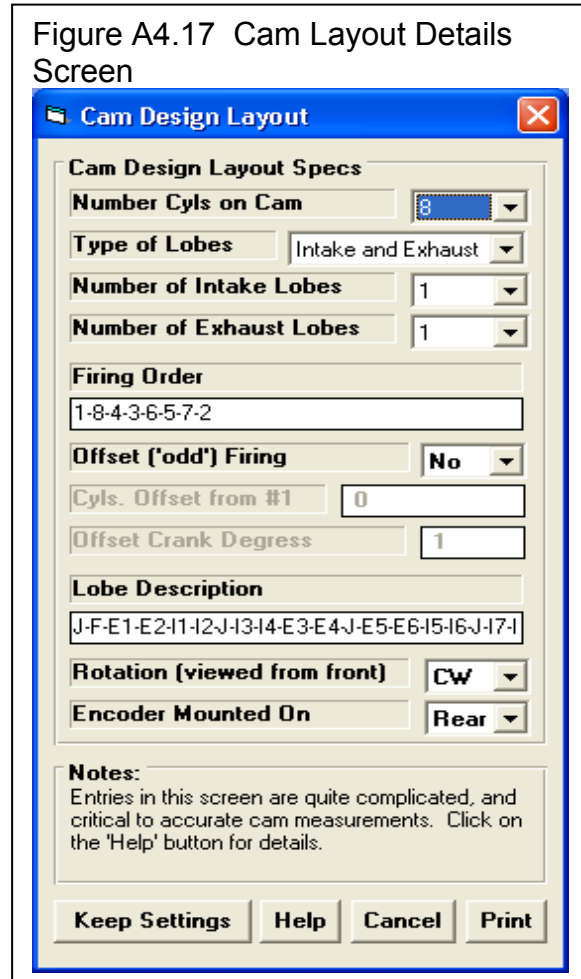 Figure A4.17 Cam Layout Details
Screen
Cam Design Layout
Cam Design Layout Specs
Number Cyls on Cam 8
Type of Lobes Intake and Exhaust
Number of Intake Lobes 1
Number of Exhaust Lobes 1
Firing Order
1-8-4-3-6-5-7-2
Offset ('odd') Firing No
Cyls. Offset from #1 0
Offset Crank Degress 1
Lobe Description
J-F-E1-E2-I1-I2-J-I3-I4-E3-E4-J-E5-E6-I5-I6-J-I7-I
Rotation (viewed from front) CW
Encoder Mounted On Rear
Notes:
Entries in this screen are quite complicated, and
critical to accurate cam measurements. Click on
the 'Help' button for details.
Keep Settings Help Cancel Print